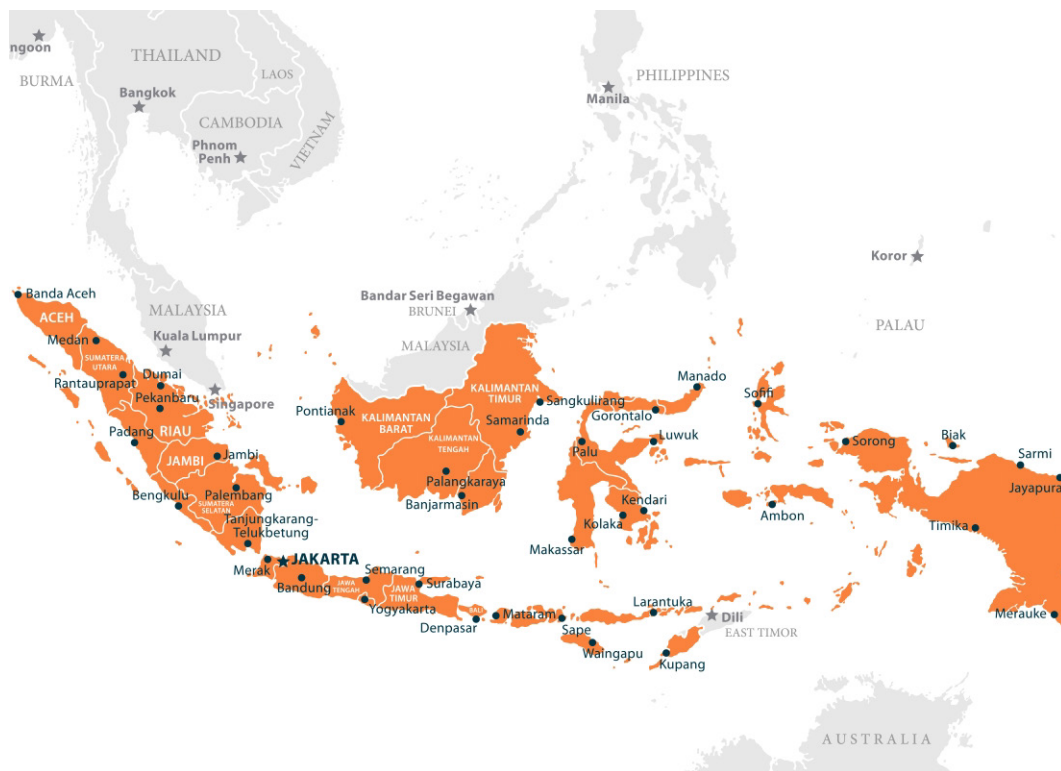 ngoon
BURMA
THAILAND
LAOS
Bangkok
CAMBODIA
Phnom
Penh
VIETNAM
PHILIPPINES
Manila
Koror
PALAU
Banda Aceh
ACEH
MALAYSIA
Kuala Lumpur
Medan
SUMATERA
UTARA
Rantauprapat
Dumai
Pekanbaru
Singapore
RIAU
Padang
JAMBI
Jambi
Bengkulu
Palembang
SUMATERA
SELATAN
Tanjungkarang-
Telukbetung
Bandar Seri Begawan
BRUNEI
MALAYSIA
Pontianak
KALIMANTAN
BARAT
KALIMANTAN
TIMUR
KALIMANTAN
TENGAH
Sangkulirang
Samarinda
Palangkaraya
Banjarmasin
Manado
Gorontalo
Luwuk
Palu
Kendari
Kolaka
Makassar
Sofifi
Ambon
Sorong
Biak
Sarmi
Jayapura
Timika
Merauke
Merak
JAKARTA
Bandung
JAWA
TENGAH
Semarang
Yogyakarta
JAWA
TIMUR
Surabaya
BALI
Denpasar
Mataram
Sape
Waingapu
Larantuka
Kupang
Dili
EAST TIMOR
AUSTRALIA